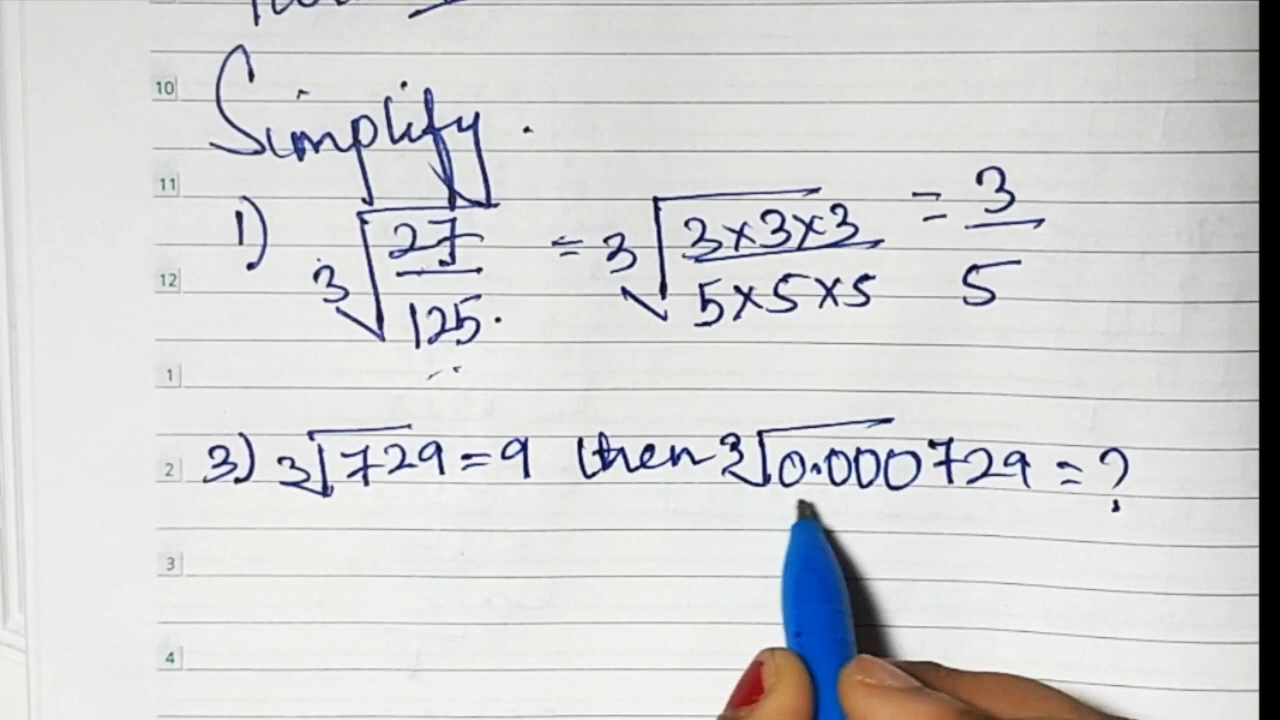 Simplify.
10
11
1) ∛(27/125) = ∛((3×3×3)/(5×5×5)) = 3/5
12
1
2
3) ∛729 = 9 then ∛0.000729 = ?
3
4